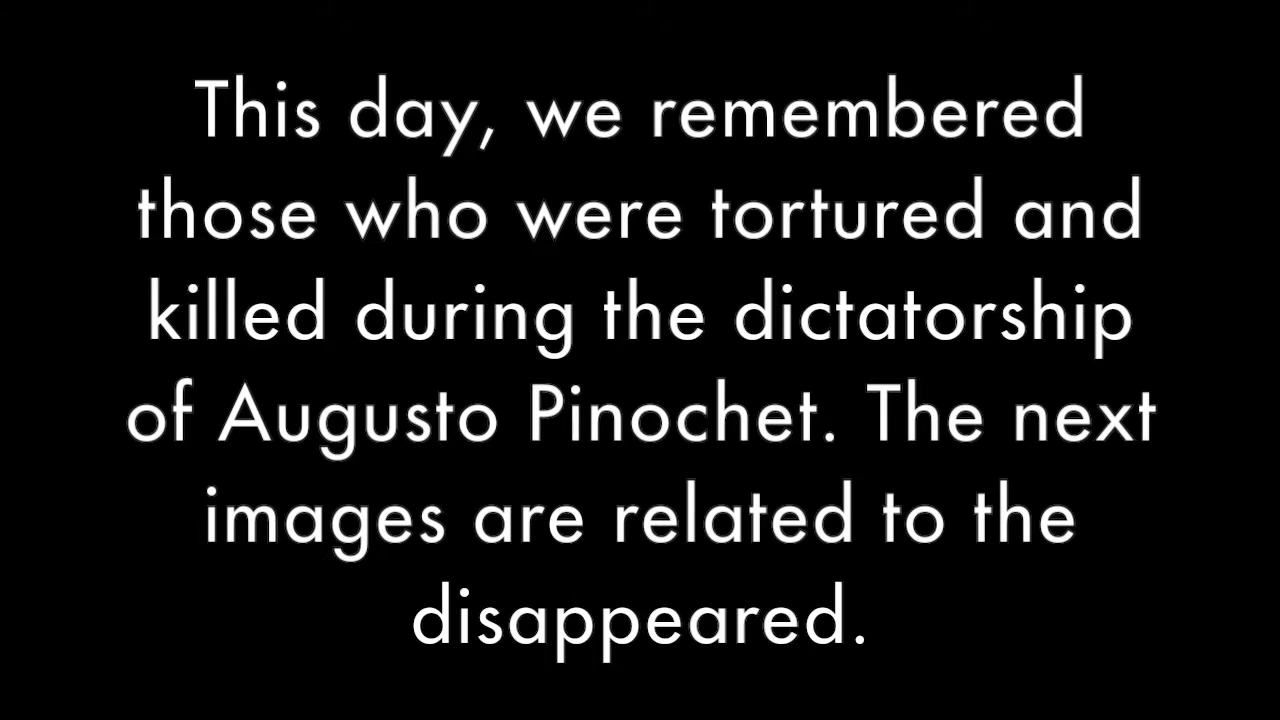 This day, we remembered
those who were tortured and
killed during the dictatorship
of Augusto Pinochet. The next
images are related to the
disappeared.